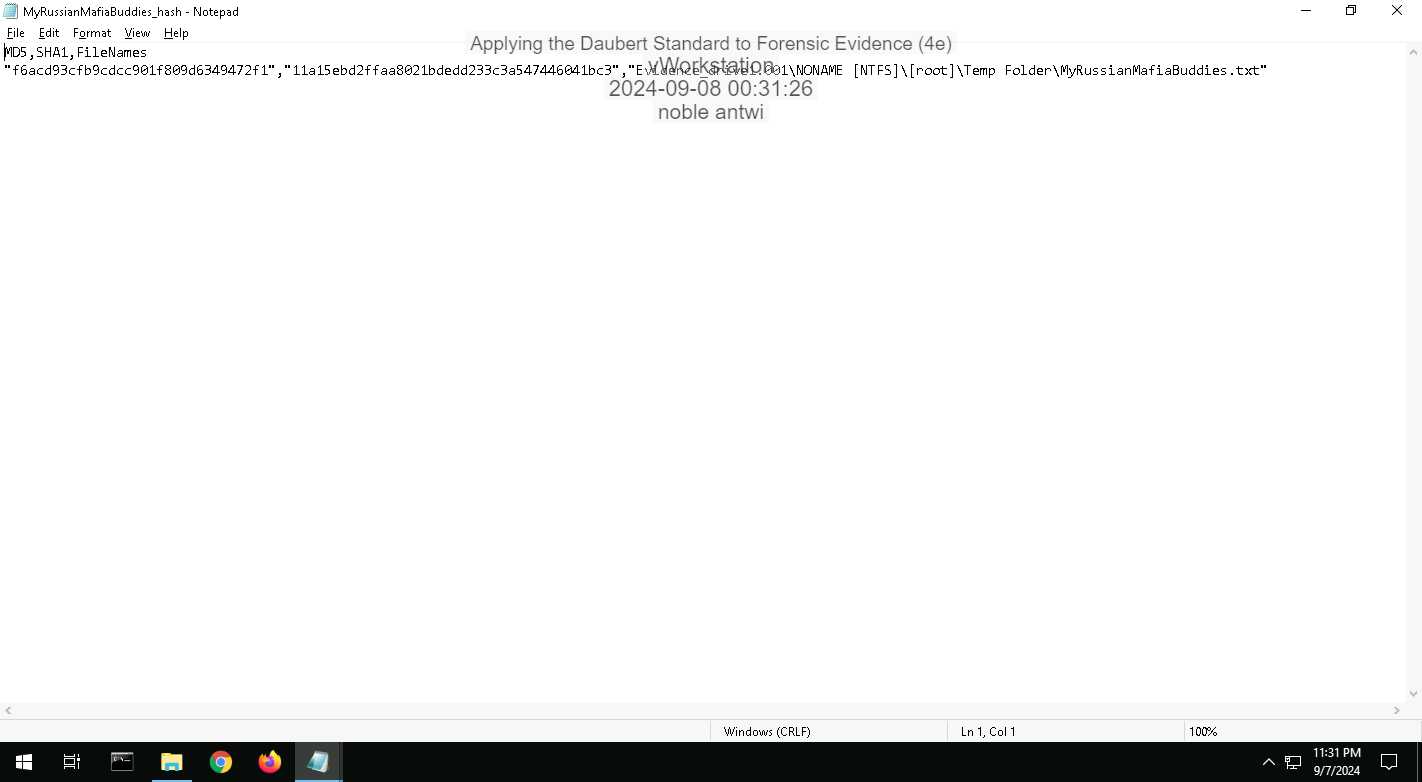 MyRussianMafiaBuddies_hash - Notepad
File Edit Format View Help
MD5,SHA1,FileNames
"f6acd93cfb9cdcc901f809d6349472f1","11a15ebd2ffaa8021bdedd233c3a547446041bc3","Evidence_drive1.001\NONAME [NTFS]\[root]\Temp Folder\MyRussianMafiaBuddies.txt"
Applying the Daubert Standard to Forensic Evidence (4e)
vWorkstation
2024-09-08 00:31:26
noble antwi
Windows (CRLF)
Ln 1, Col 1
100%
11:31 PM
9/7/2024